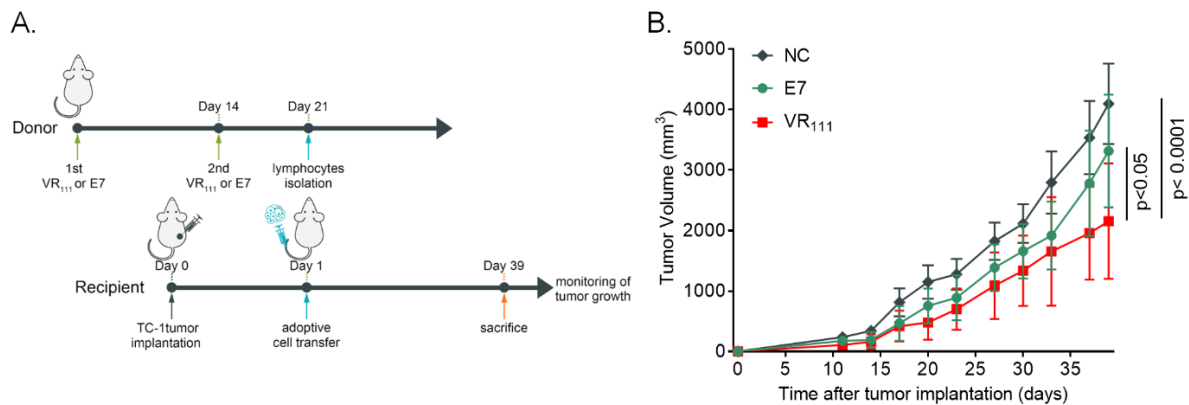 A.
Day 14
Day 21
Donor
1st
VR111 or E7
2nd
VR111 or E7
lymphocytes
isolation
Day 0
Day 1
Day 39
Recipient
monitoring of
tumor growth
TC-1tumor
implantation
adoptive
cell transfer
sacrifice
B.
5000
4000
3000
2000
1000
0
Tumor Volume (mm3)
NC
E7
VR111
p<0.05
p< 0.0001
0 5 10 15 20 25 30 35
Time after tumor implantation (days)